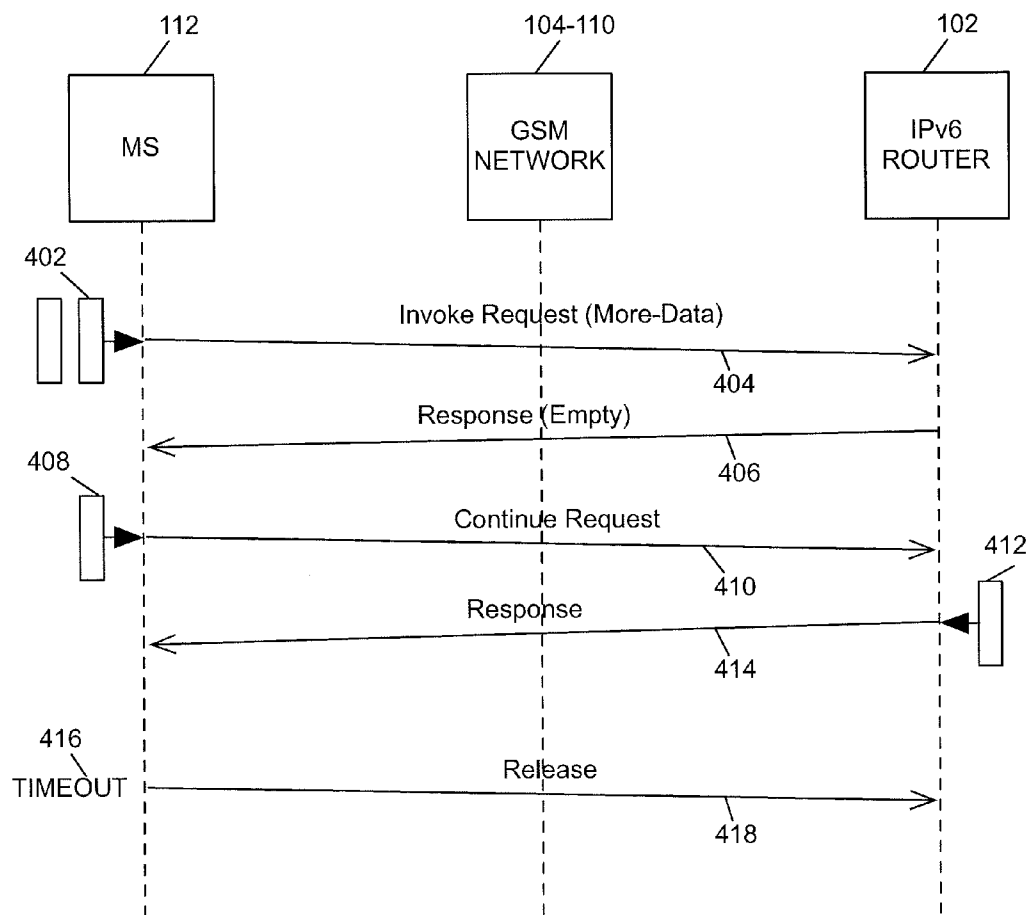 112
104-110
102
MS
GSM
NETWORK
IPv6
ROUTER
402
Invoke Request (More-Data)
404
Response (Empty)
406
408
Continue Request
410
412
Response
414
416
TIMEOUT
Release
418